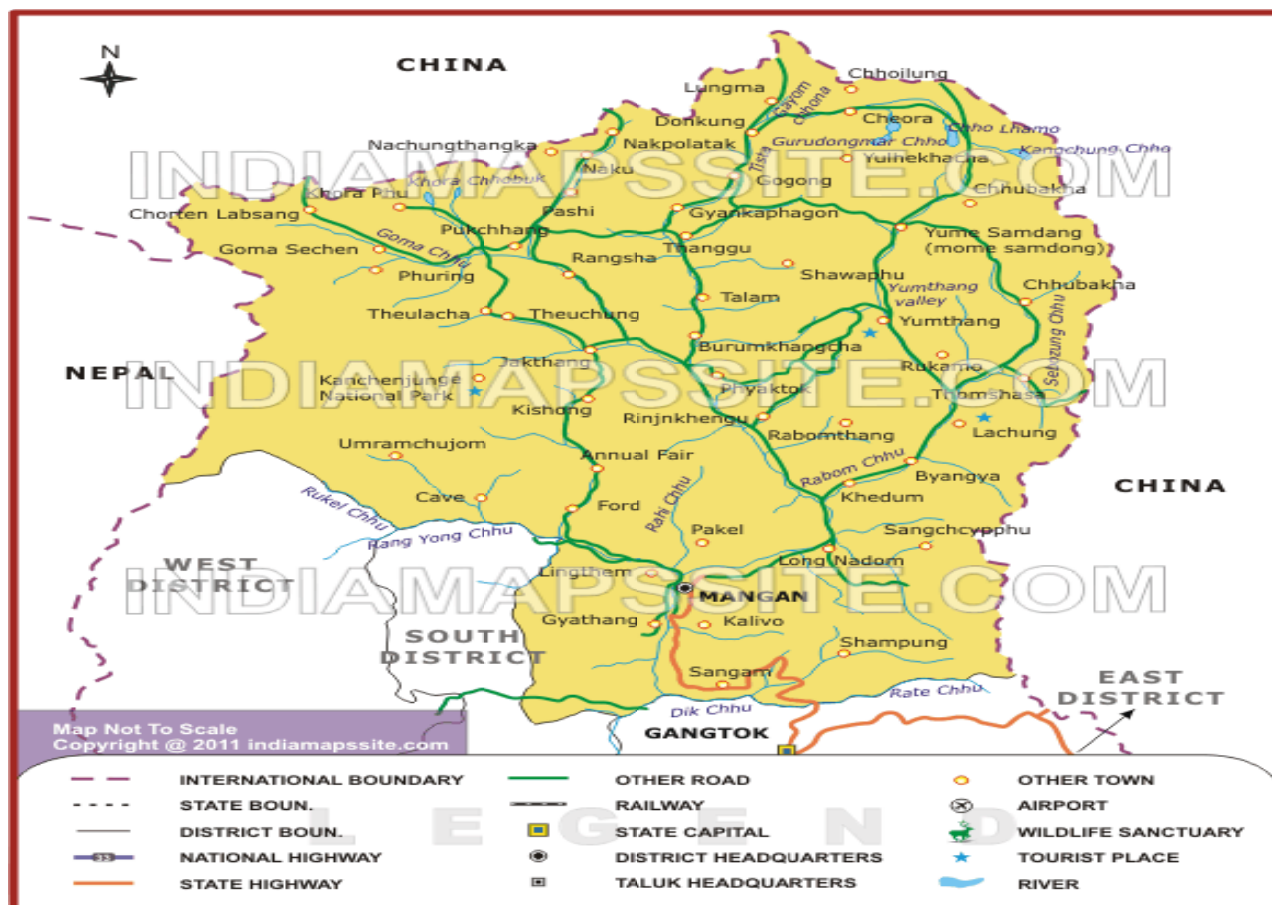 N
CHINA
Chhoilung
Lungma
Gayom
chhona
Donkung
Cheora
Chho Lhamo
Nachungthangka
Nakpolatak
Gurudongmar Chho
Kangchung Chho
Tista
Yuihekhacha
INDIAMAPSSITE.COM
Naku
Gogong
Khora Phu
Khora Chhobuk
Chhubakha
Chorten Labsang
Pashi
Gyankaphagon
Pukchhang
Yume Samdang
(mome samdong)
Goma Sechen
Goma Chhu
Thanggu
Rangsha
Shawaphu
Phuring
Yumthang
valley
Chhubakha
Talam
Theulacha
Theuchung
Yumthang
Setozung Chhu
Burumkhangcha
Jakthang
Rukamo
NEPAL
Kanchenjunge
National Park
Phyaktok
Thomshasa
INDIAMAPSSITE.COM
Kishong
Rinjnkhengu
Rabomthang
Lachung
Umramchujom
Annual Fair
Rabom Chhu
Byangya
CHINA
Cave
Rukel Chhu
Ford
Rahi Chhu
Khedum
Rang Yong Chhu
Pakel
Sangchcypphu
WEST
DISTRICT
Long Nadom
Lingthem
INDIAMAPSSITE.COM
MANGAN
Gyathang
Kalivo
SOUTH
DISTRICT
Shampung
Sangam
EAST
DISTRICT
Rate Chhu
Dik Chhu
GANGTOK
Map Not To Scale
Copyright @ 2011 indiamapssite.com
LEGEND
INTERNATIONAL BOUNDARY
OTHER ROAD
OTHER TOWN
STATE BOUN.
RAILWAY
AIRPORT
DISTRICT BOUN.
STATE CAPITAL
WILDLIFE SANCTUARY
33
NATIONAL HIGHWAY
DISTRICT HEADQUARTERS
TOURIST PLACE
STATE HIGHWAY
TALUK HEADQUARTERS
RIVER